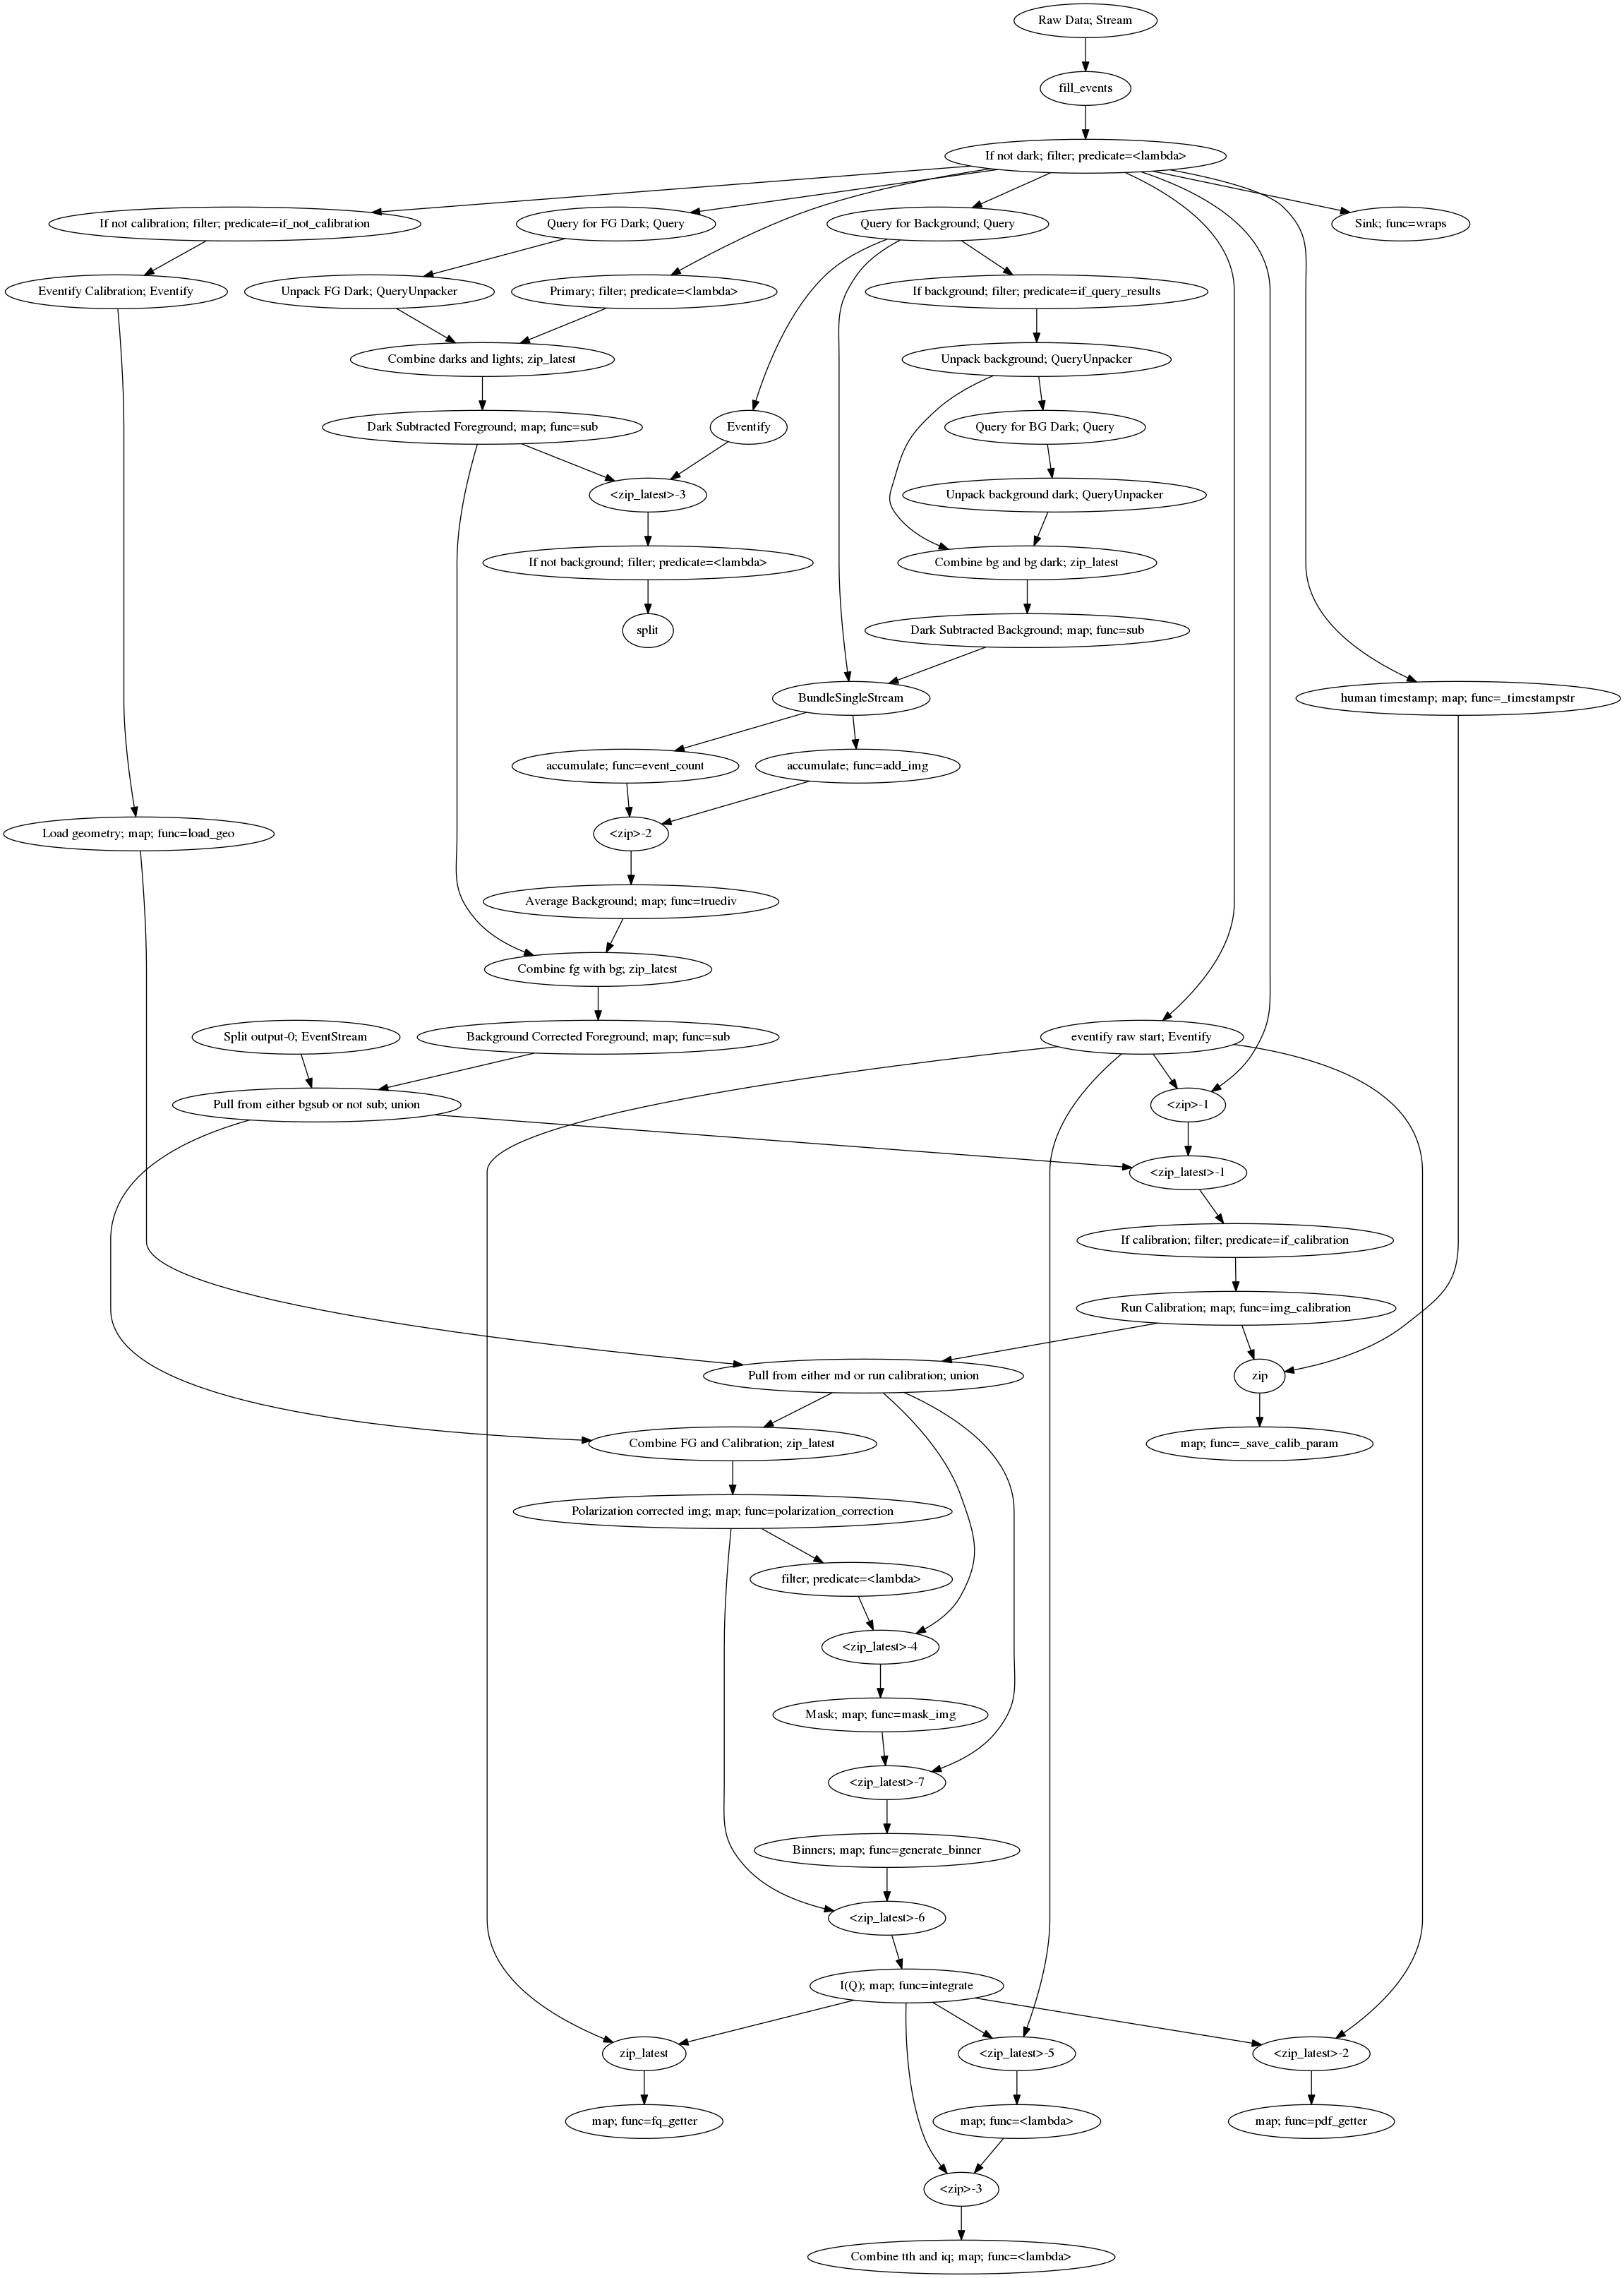 Raw Data; Stream
fill_events
If not dark; filter; predicate=<lambda>
If not calibration; filter; predicate=if_not_calibration
Query for FG Dark; Query
Query for Background; Query
Sink; func=wraps
Eventify Calibration; Eventify
Unpack FG Dark; QueryUnpacker
Primary; filter; predicate=<lambda>
If background; filter; predicate=if_query_results
Combine darks and lights; zip_latest
Unpack background; QueryUnpacker
Dark Subtracted Foreground; map; func=sub
Eventify
Query for BG Dark; Query
<zip_latest>-3
Unpack background dark; QueryUnpacker
If not background; filter; predicate=<lambda>
Combine bg and bg dark; zip_latest
split
Dark Subtracted Background; map; func=sub
BundleSingleStream
human timestamp; map; func=_timestampstr
accumulate; func=event_count
accumulate; func=add_img
Load geometry; map; func=load_geo
<zip>-2
Average Background; map; func=truediv
Combine fg with bg; zip_latest
Split output-0; EventStream
Background Corrected Foreground; map; func=sub
eventify raw start; Eventify
Pull from either bgsub or not sub; union
<zip>-1
<zip_latest>-1
If calibration; filter; predicate=if_calibration
Run Calibration; map; func=img_calibration
Pull from either md or run calibration; union
zip
Combine FG and Calibration; zip_latest
map; func=_save_calib_param
Polarization corrected img; map; func=polarization_correction
filter; predicate=<lambda>
<zip_latest>-4
Mask; map; func=mask_img
<zip_latest>-7
Binners; map; func=generate_binner
<zip_latest>-6
I(Q); map; func=integrate
zip_latest
<zip_latest>-5
<zip_latest>-2
map; func=fq_getter
map; func=<lambda>
map; func=pdf_getter
<zip>-3
Combine tth and iq; map; func=<lambda>